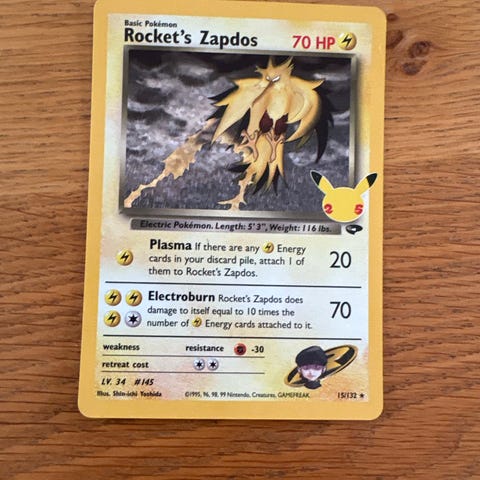 Basic Pokémon
Rocket's Zapdos 70 HP
25
Electric Pokémon. Length: 5' 3", Weight: 116 lbs.
Plasma If there are any Energy
cards in your discard pile, attach 1 of
them to Rocket's Zapdos.
20
Electroburn Rocket's Zapdos does
damage to itself equal to 10 times the
number of Energy cards attached to it.
70
weakness resistance -30
retreat cost
LV. 34 #145
Illus. Shin-ichi Yoshida ©1995, 96, 98, 99 Nintendo, Creatures, GAMEFREAK. 15/132